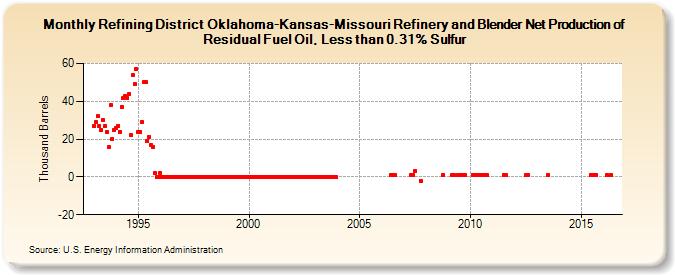 Monthly Refining District Oklahoma-Kansas-Missouri Refinery and Blender Net Production of
Residual Fuel Oil, Less than 0.31% Sulfur
Thousand Barrels
60
40
20
0
-20
1995
2000
2005
2010
2015
Source: U.S. Energy Information Administration